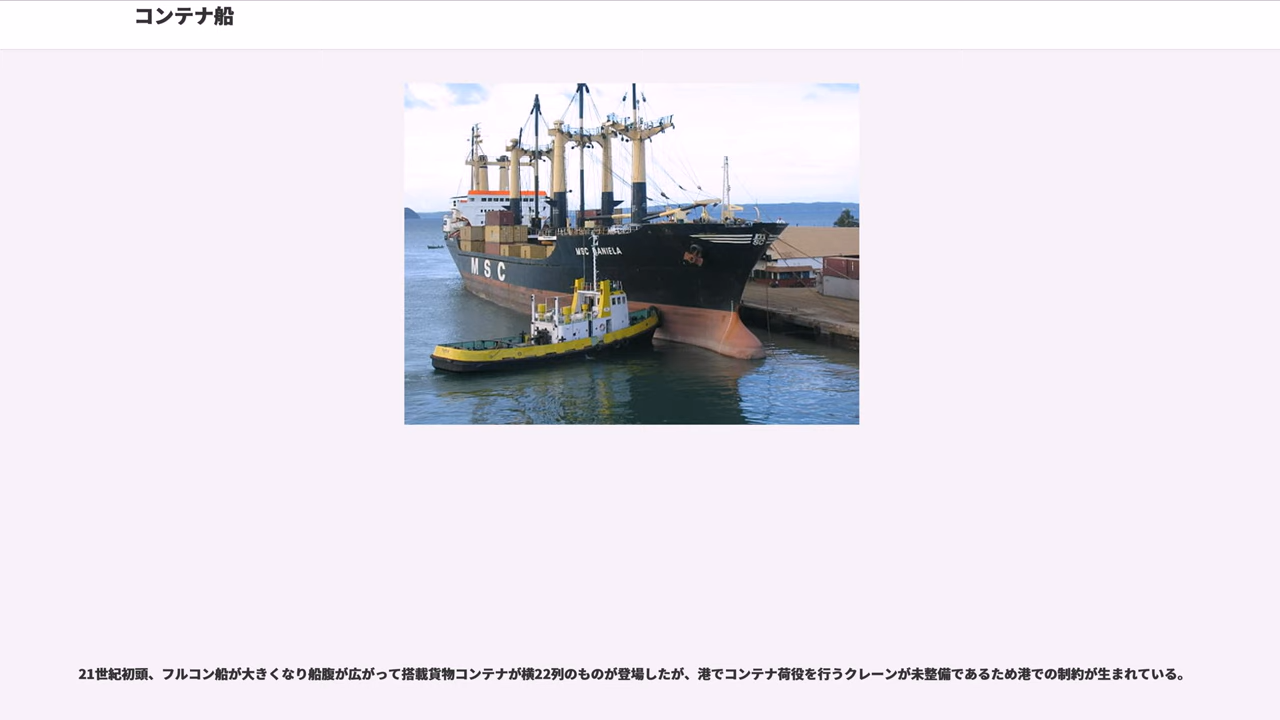 コンテナ船
MSC DANIELA
MSC
21世紀初頭、フルコン船が大きくなり船腹が広がって搭載貨物コンテナが横22列のものが登場したが、港でコンテナ荷役を行うクレーンが未整備であるため港での制約が生まれている。